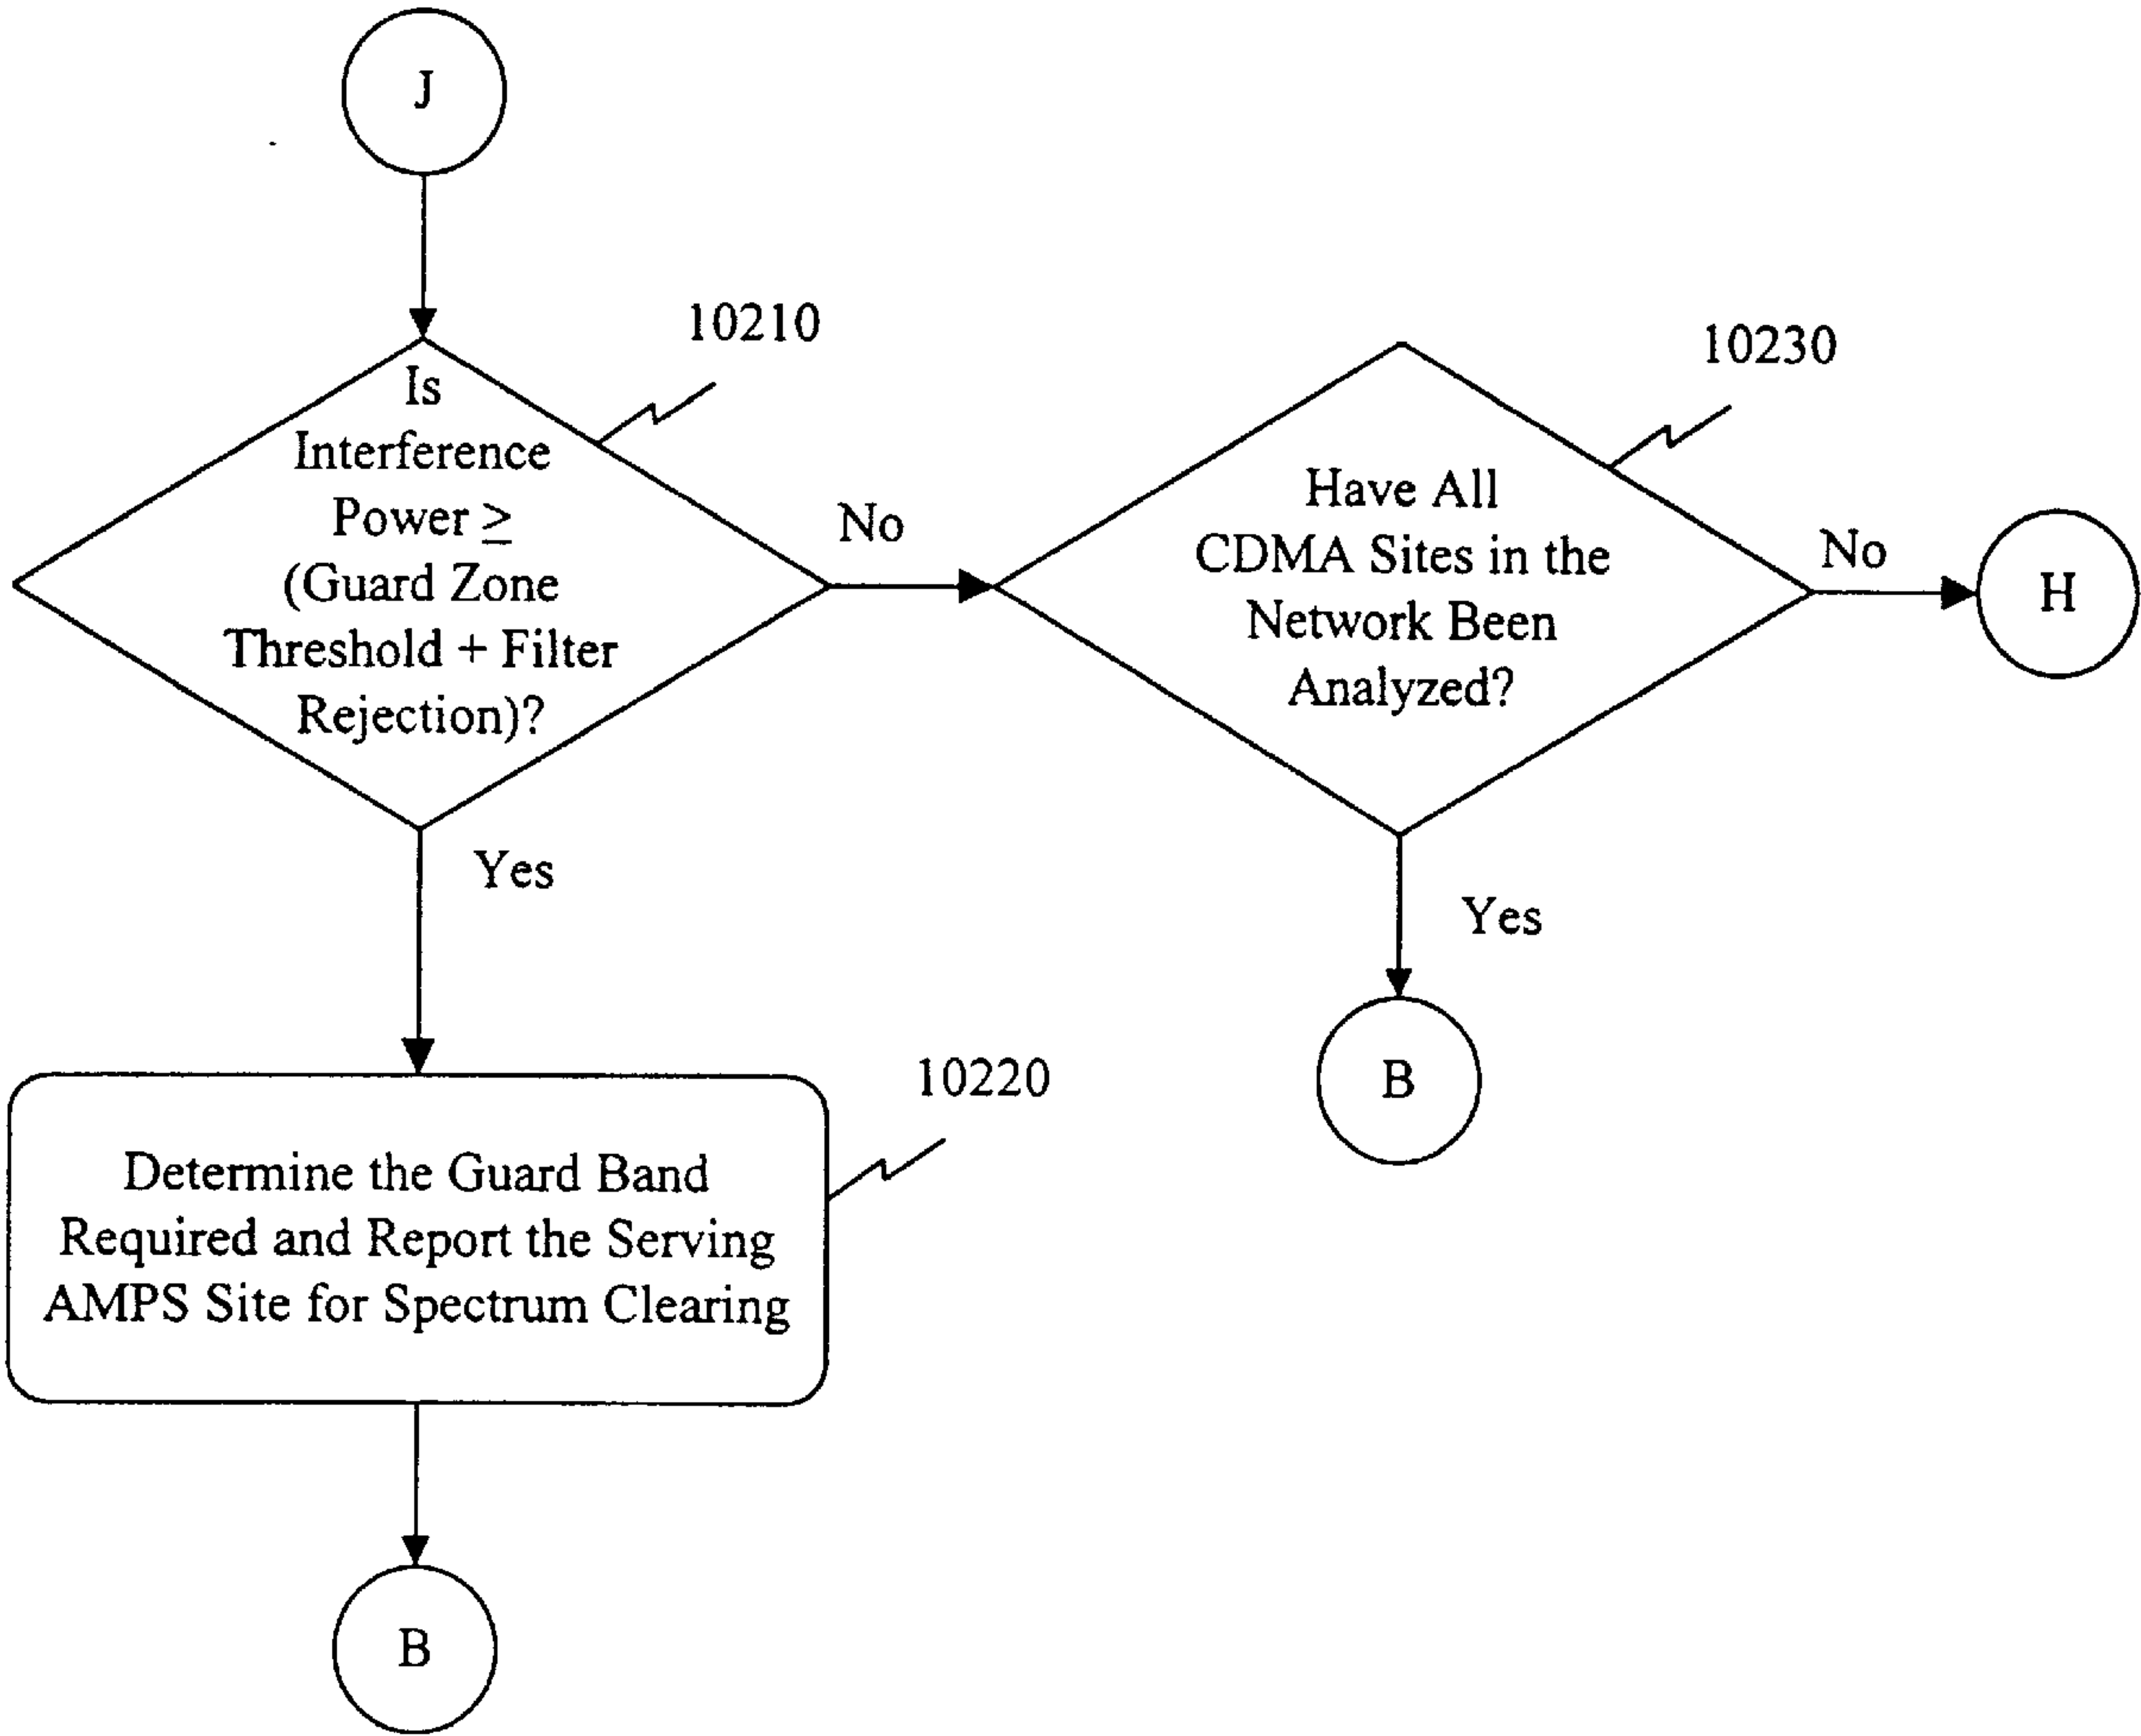 J
10210
Is
Interference
Power ≥
(Guard Zone
Threshold + Filter
Rejection)?
No
10230
Have All
CDMA Sites in the
Network Been
Analyzed?
No
H
Yes
Yes
B
10220
Determine the Guard Band
Required and Report the Serving
AMPS Site for Spectrum Clearing
B